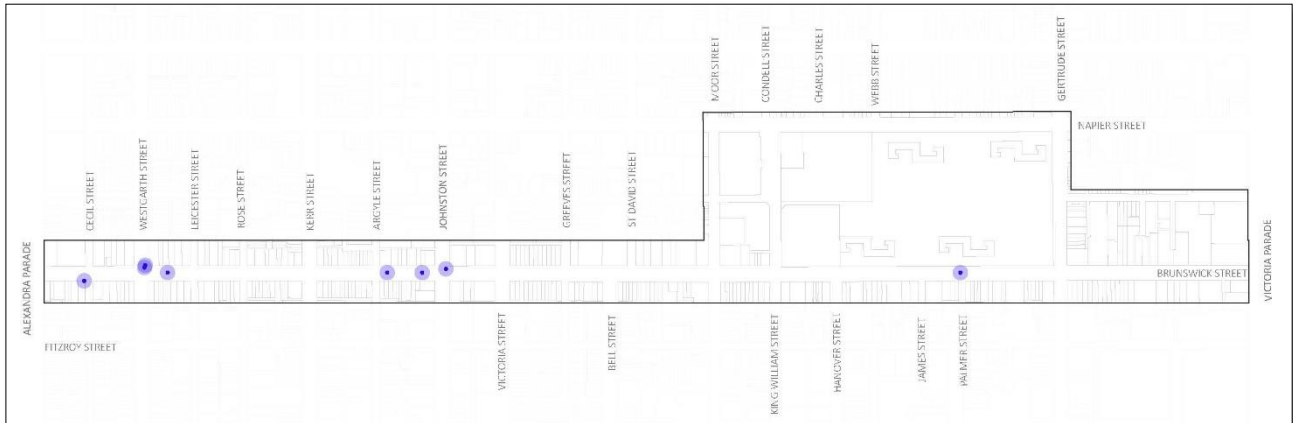 MOOR STREET
CONDELL STREET
CHARLES STREET
WEBB STREET
GERTRUDE STREET
NAPIER STREET
CECIL STREET
WESTGARTH STREET
LEICESTER STREET
ROSE STREET
KERR STREET
ARGYLE STREET
JOHNSTON STREET
GREEVES STREET
ST DAVID STREET
ALEXANDRA PARADE
BRUNSWICK STREET
VICTORIA PARADE
FITZROY STREET
VICTORIA STREET
BELL STREET
KING WILLIAM STREET
HANOVER STREET
JAMES STREET
PALMER STREET